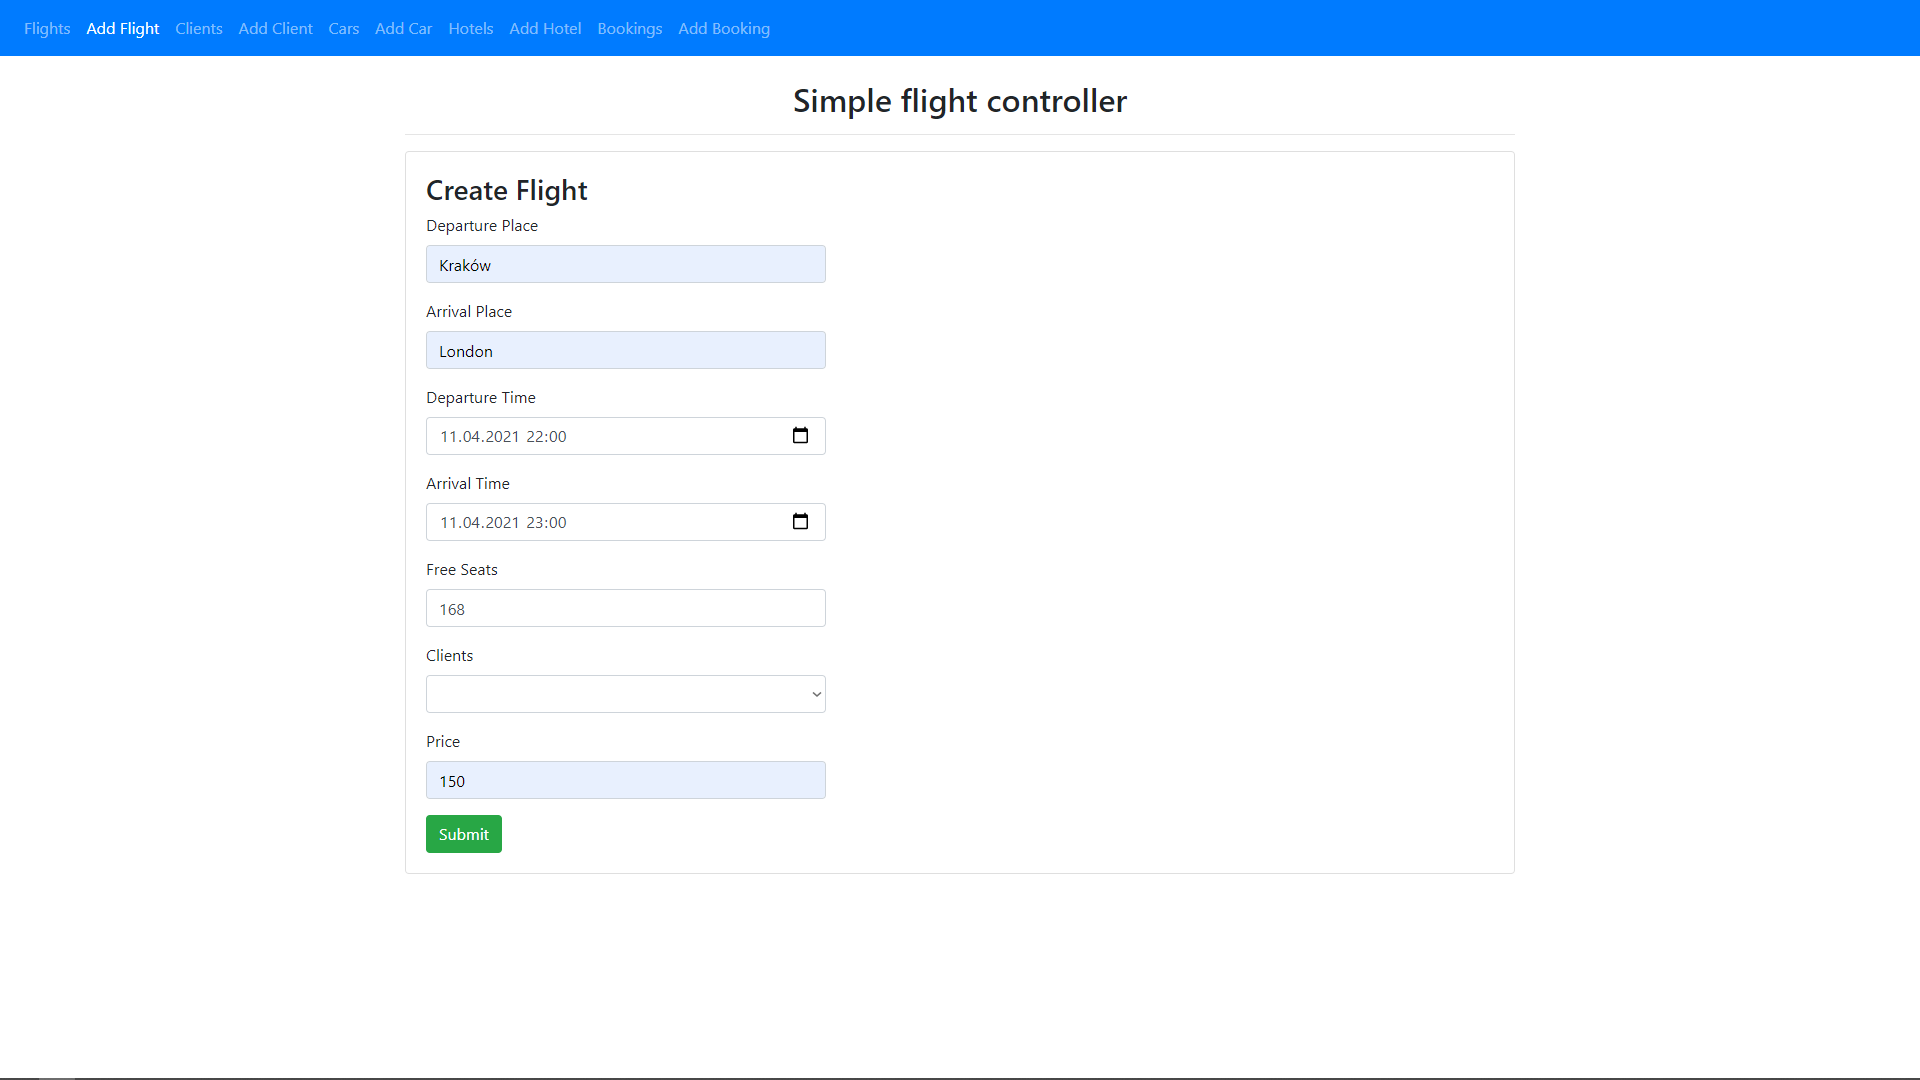 Flights Add Flight Clients Add Client Cars Add Car Hotels Add Hotel Bookings Add Booking
Simple flight controller
Create Flight
Departure Place
Kraków
Arrival Place
London
Departure Time
11.04.2021 22:00
Arrival Time
11.04.2021 23:00
Free Seats
168
Clients
Price
150
Submit